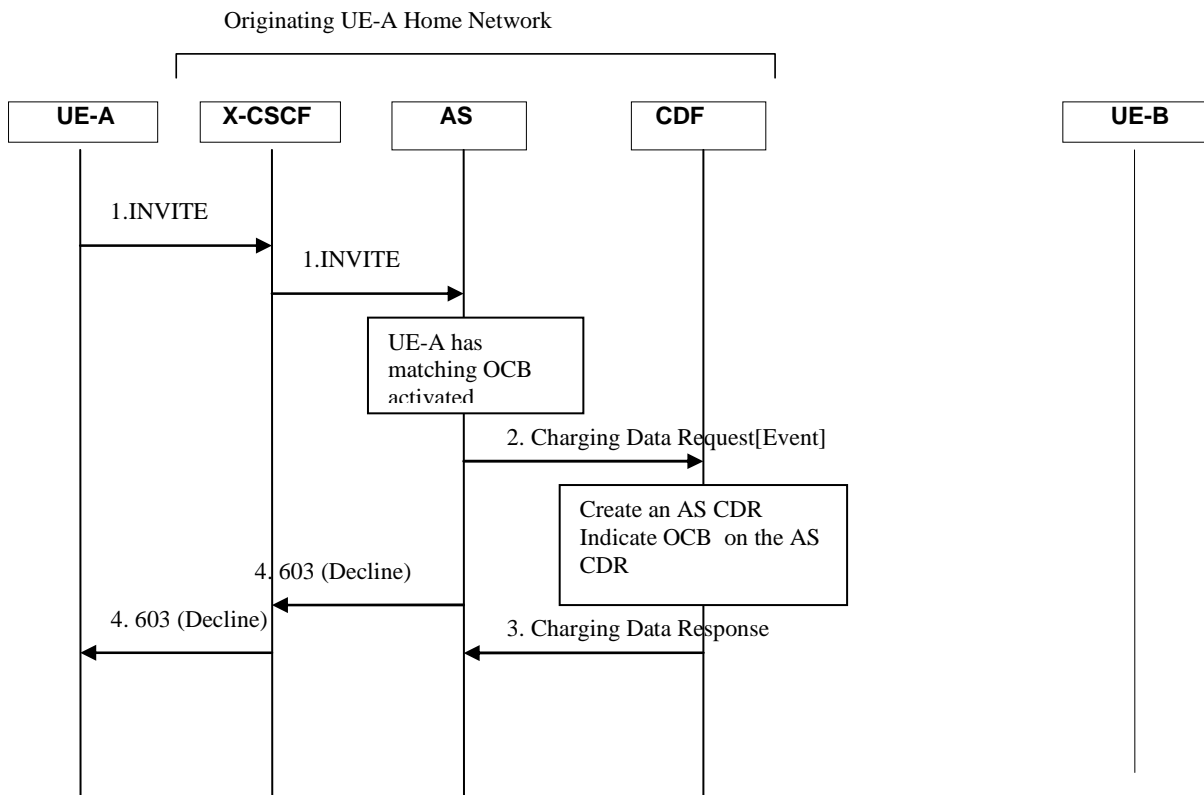 Originating UE-A Home Network
UE-A
X-CSCF
AS
CDF
UE-B
1.INVITE
1.INVITE
UE-A has
matching OCB
activated
2. Charging Data Request[Event]
Create an AS CDR
Indicate OCB on the AS
CDR
4. 603 (Decline)
4. 603 (Decline)
3. Charging Data Response